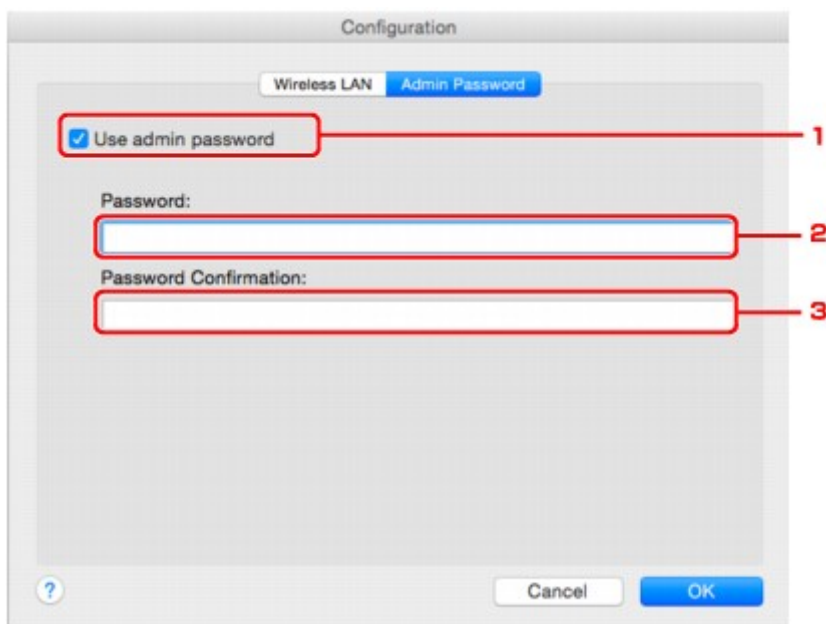 Configuration
Wireless LAN Admin Password
Use admin password 1
Password:
2
Password Confirmation:
3
? Cancel OK